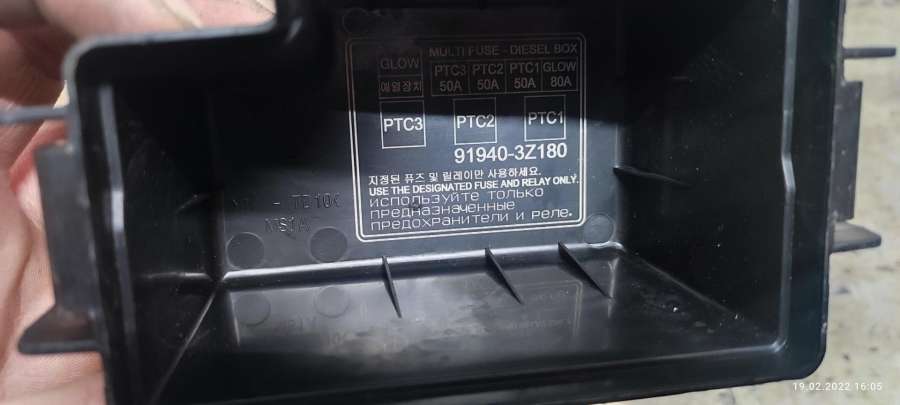 MULTI FUSE - DIESEL BOX
GLOW
예열장치
PTC3 PTC2 PTC1 GLOW
50A 50A 50A 80A
PTC3 PTC2 PTC1
91940-3Z180
지정된 퓨즈 및 릴레이만 사용하세요.
USE THE DESIGNATED FUSE AND RELAY ONLY.
используйте только
предназначенные
предохранители и реле.
19.02.2022 16:05